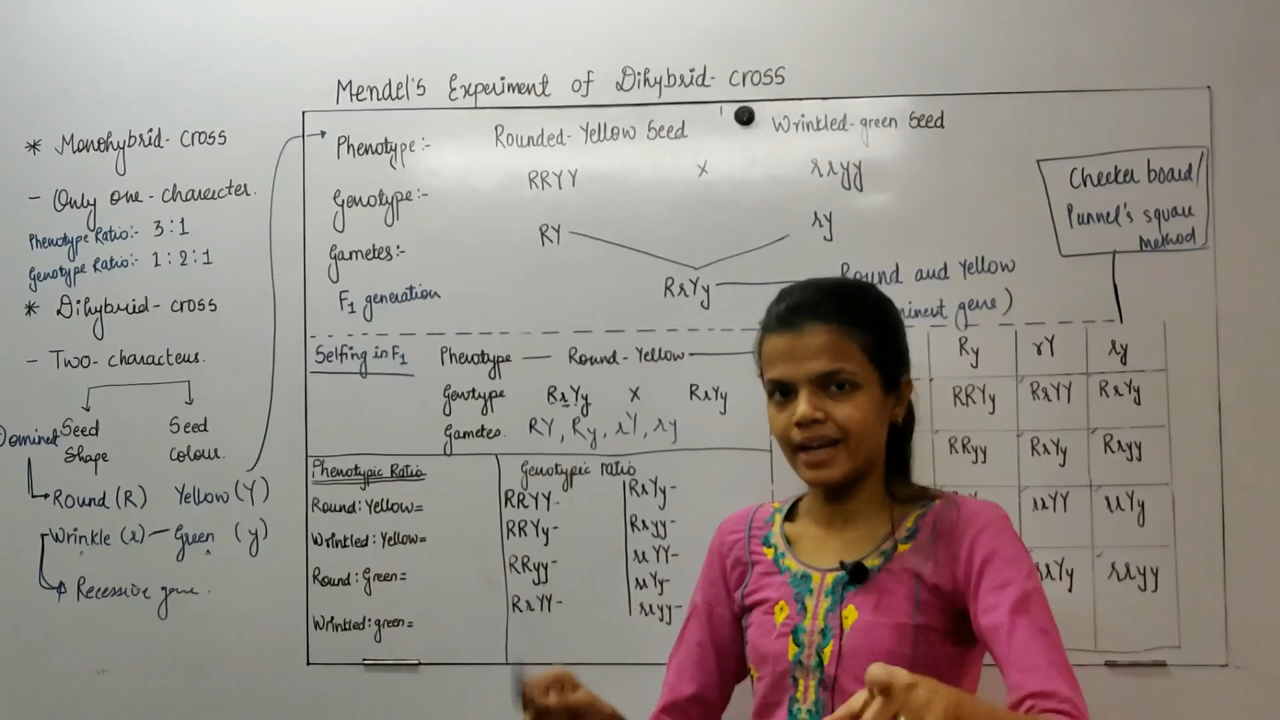 Mendel's Experiment of Dihybrid-cross
* Monohybrid-cross
- Only one-character.
Phenotype Ratio:- 3:1
Genotype Ratio:- 1:2:1
* Dihybrid-cross
- Two-characters.
Seed Shape
Seed colour.
Round (R) Yellow (Y)
Wrinkle (r) - Green (y)
Recessive gene.
Phenotype:- Rounded-Yellow Seed Wrinkled-green Seed
Genotype:- RRYY x rryy
Gametes:- RY ry
F1 generation RrYy Round and Yellow
gene)
Checker board/
Punnel's square
method
Selfing in F1 Phenotype — Round-Yellow
Genotype RrYy x RrYy
Gametes. RY, Ry, rY, ry
Phenotypic Ratio
Round:Yellow=
Wrinkled:Yellow=
Round:Green=
Wrinkled:green=
Genotypic ratio
RRYY-
RRYy-
RRyy-
RrYY-
RrYy-
Rryy-
rrYY-
rrYy-
rryy-
Ry rY ry
RRYy RrYY RrYy
RRyy RrYy Rryy
rrYY rrYy
rrYy rryy